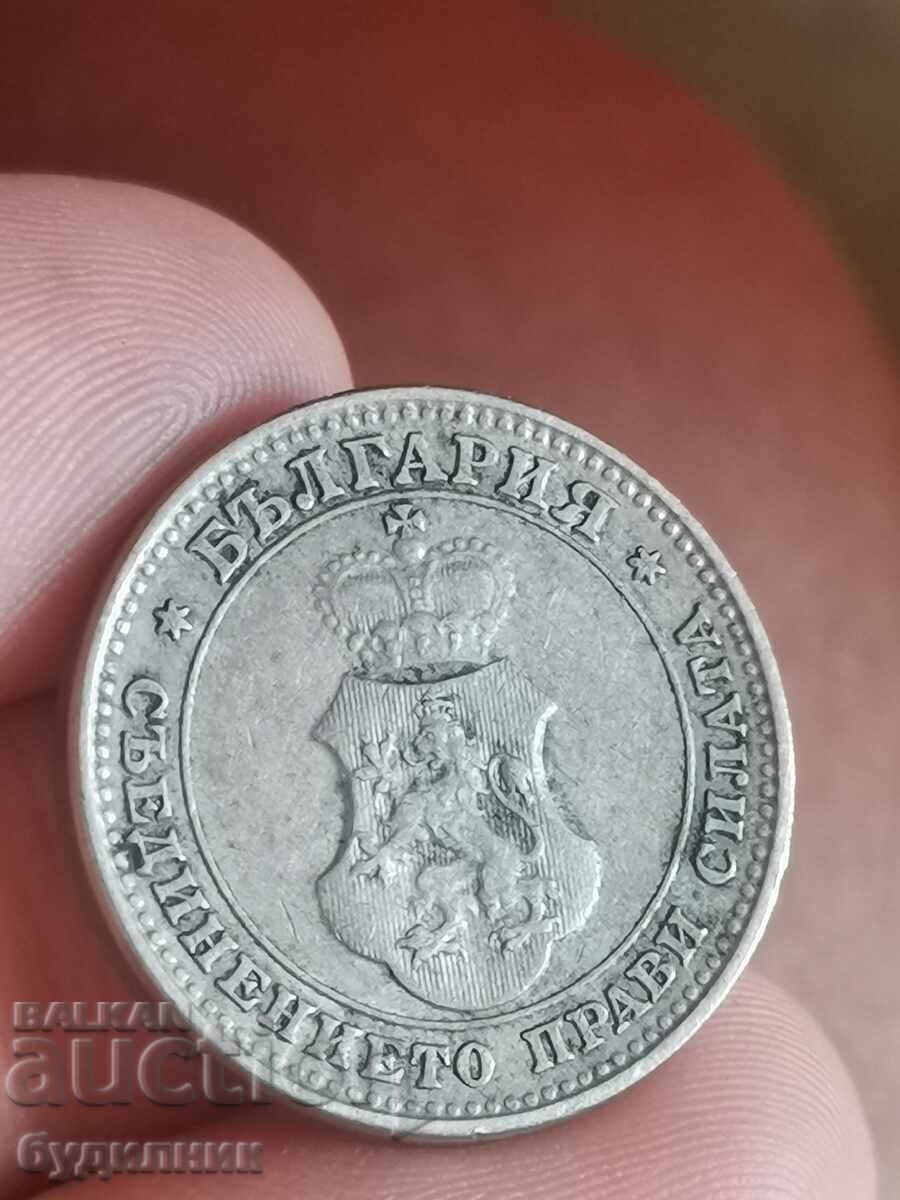 БЪЛГАРИЯ
* СЪЕДИНЕНИЕТО ПРАВИ СИЛАТА *
BALKAN
auction
будилник